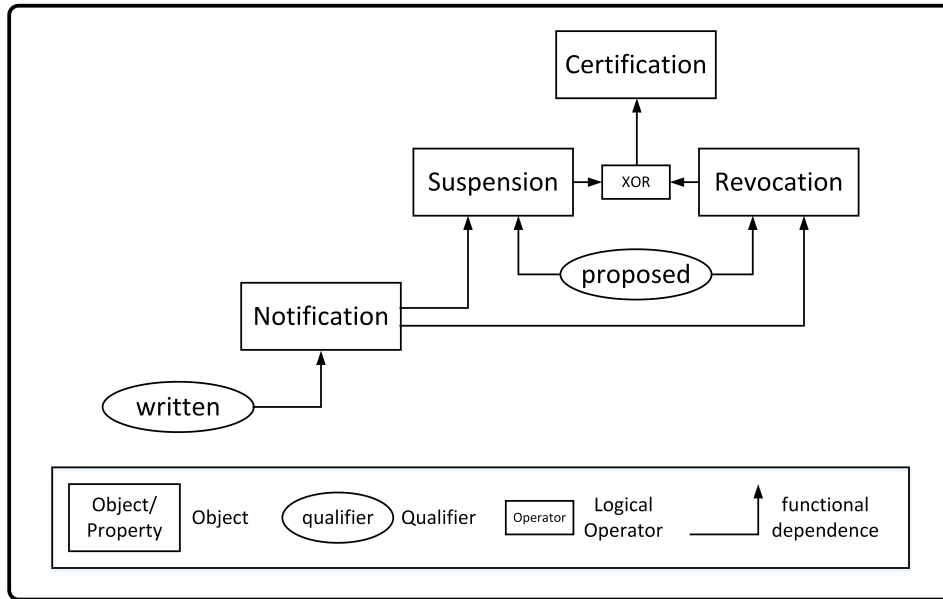 Certification
Suspension
XOR
Revocation
proposed
Notification
written
Object/
Property
Object
qualifier
Qualifier
Operator
Logical
Operator
functional
dependence